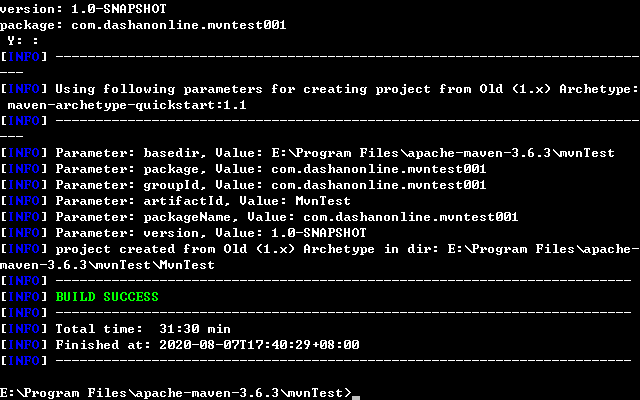 version: 1.0-SNAPSHOT
package: com.dashanonline.mvntest001
 Y: :
[INFO] ----------------------------------------------------------------------------
[INFO] Using following parameters for creating project from Old (1.x) Archetype:
 maven-archetype-quickstart:1.1
[INFO] ----------------------------------------------------------------------------
[INFO] Parameter: basedir, Value: E:\Program Files\apache-maven-3.6.3\mvnTest
[INFO] Parameter: package, Value: com.dashanonline.mvntest001
[INFO] Parameter: groupId, Value: com.dashanonline.mvntest001
[INFO] Parameter: artifactId, Value: MvnTest
[INFO] Parameter: packageName, Value: com.dashanonline.mvntest001
[INFO] Parameter: version, Value: 1.0-SNAPSHOT
[INFO] project created from Old (1.x) Archetype in dir: E:\Program Files\apache-
maven-3.6.3\mvnTest\MvnTest
[INFO] ------------------------------------------------------------------------
[INFO] BUILD SUCCESS
[INFO] ------------------------------------------------------------------------
[INFO] Total time:  31:30 min
[INFO] Finished at: 2020-08-07T17:40:29+08:00
[INFO] ------------------------------------------------------------------------
E:\Program Files\apache-maven-3.6.3\mvnTest>